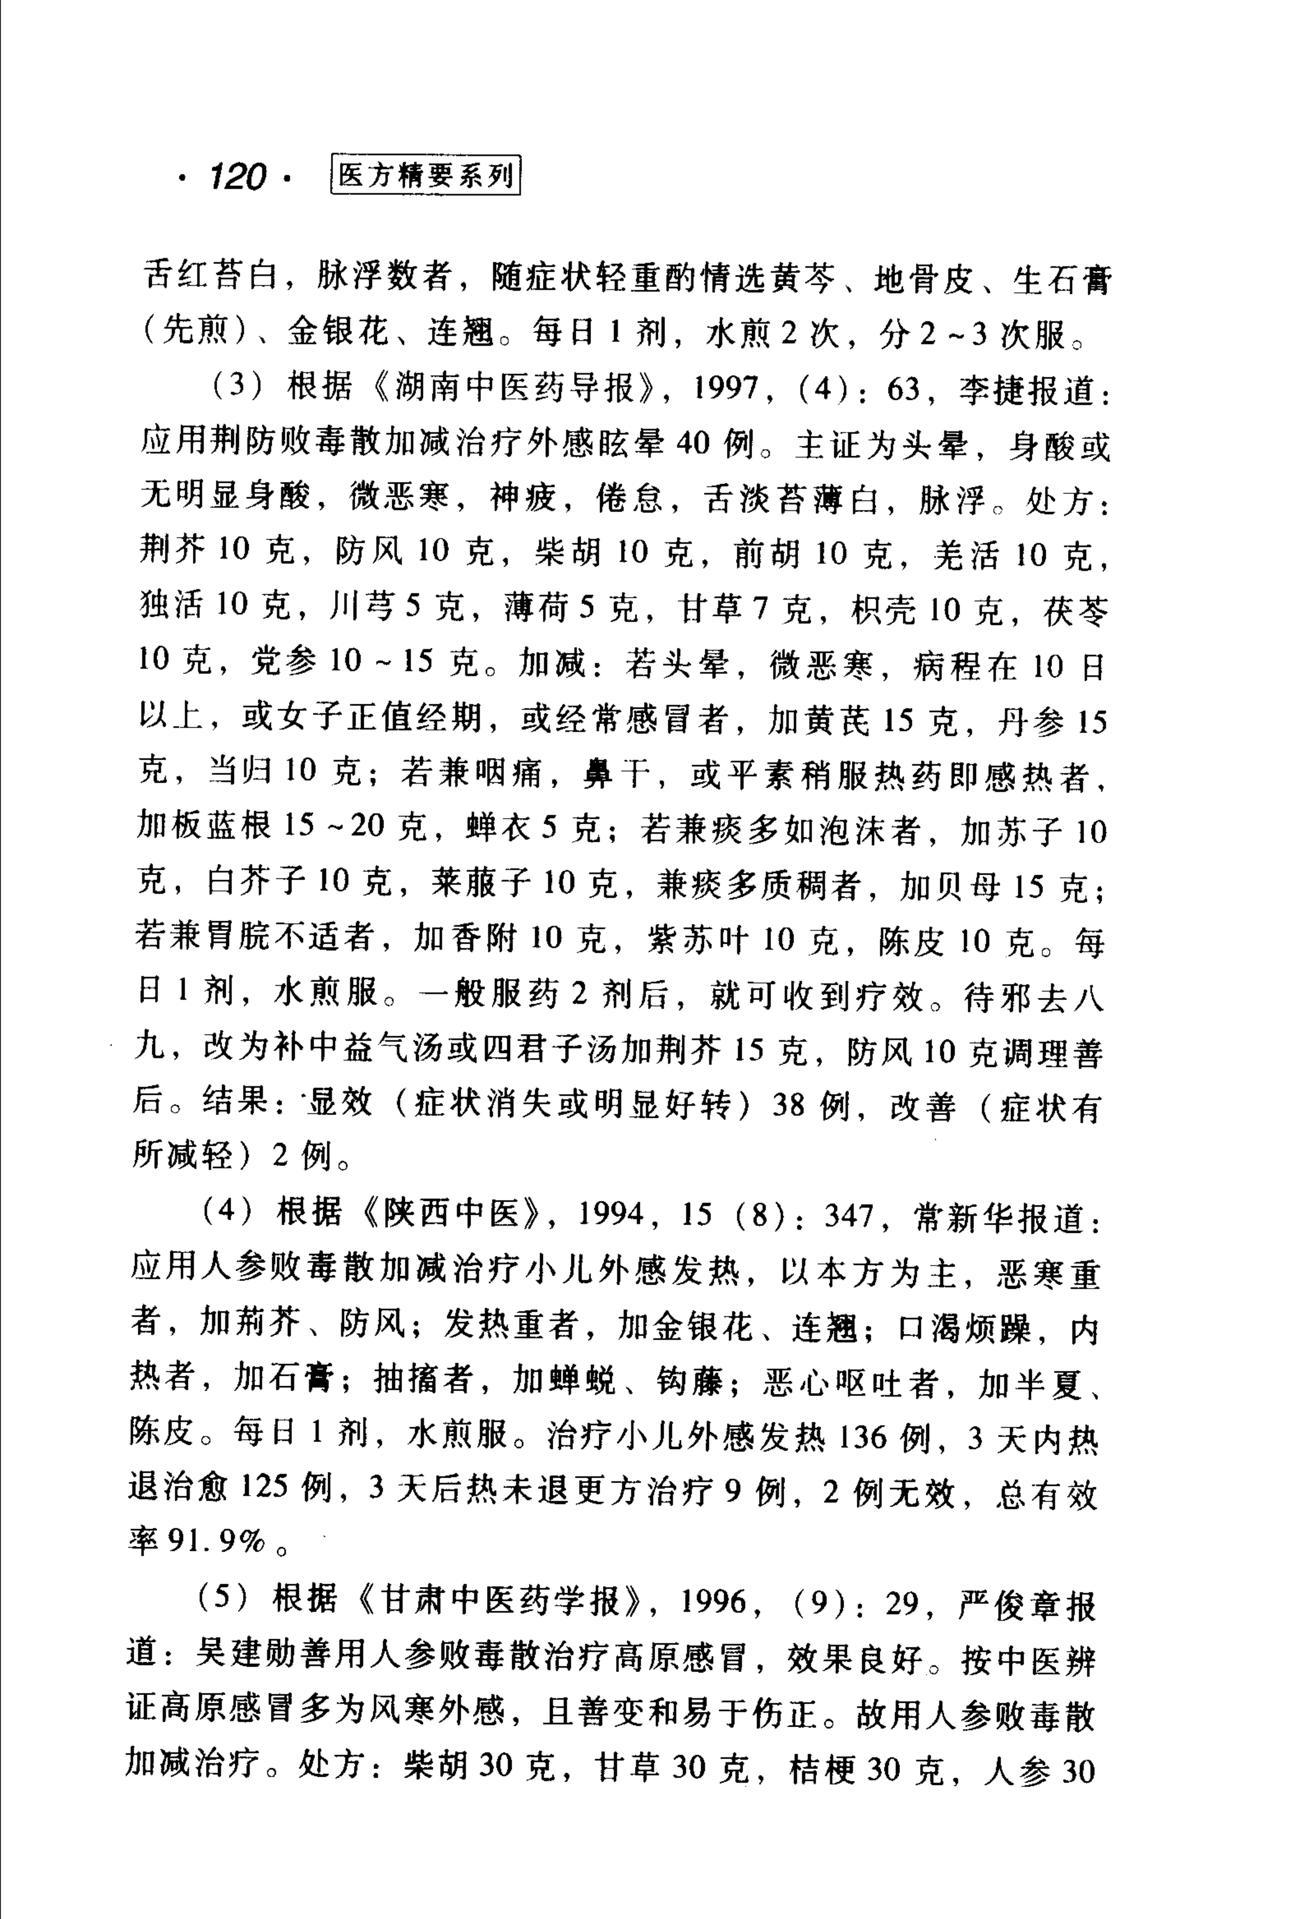 · 120 · 医方精要系列
舌红苔白，脉浮数者，随症状轻重酌情选黄芩、地骨皮、生石膏
（先煎）、金银花、连翘。每日 1 剂，水煎 2 次，分 2 ~ 3 次服。
（3）根据《湖南中医药导报》，1997，（4）：63，李捷报道：
应用荆防败毒散加减治疗外感眩晕 40 例。主证为头晕，身酸或
无明显身酸，微恶寒，神疲，倦怠，舌淡苔薄白，脉浮。处方：
荆芥 10 克，防风 10 克，柴胡 10 克，前胡 10 克，羌活 10 克，
独活 10 克，川芎 5 克，薄荷 5 克，甘草 7 克，枳壳 10 克，茯苓
10 克，党参 10 ~ 15 克。加减：若头晕，微恶寒，病程在 10 日
以上，或女子正值经期，或经常感冒者，加黄芪 15 克，丹参 15
克，当归 10 克；若兼咽痛，鼻干，或平素稍服热药即感热者，
加板蓝根 15 ~ 20 克，蝉衣 5 克；若兼痰多如泡沫者，加苏子 10
克，白芥子 10 克，莱菔子 10 克，兼痰多质稠者，加贝母 15 克；
若兼胃脘不适者，加香附 10 克，紫苏叶 10 克，陈皮 10 克。每
日 1 剂，水煎服。一般服药 2 剂后，就可收到疗效。待邪去八
九，改为补中益气汤或四君子汤加荆芥 15 克，防风 10 克调理善
后。结果：显效（症状消失或明显好转）38 例，改善（症状有
所减轻）2 例。
（4）根据《陕西中医》，1994，15（8）：347，常新华报道：
应用人参败毒散加减治疗小儿外感发热，以本方为主，恶寒重
者，加荊芥、防风；发热重者，加金银花、连翘；口渴烦躁，内
热者，加石膏；抽搐者，加蝉蜕、钩藤；恶心呕吐者，加半夏、
陈皮。每日 1 剂，水煎服。治疗小儿外感发热 136 例，3 天内热
退治愈 125 例，3 天后热未退更方治疗 9 例，2 例无效，总有效
率 91.9%。
（5）根据《甘肃中医药学报》，1996，（9）：29，严俊章报
道：吴建勋善用人参败毒散治疗高原感冒，效果良好。按中医辨
证高原感冒多为风寒外感，且善变和易于伤正。故用人参败毒散
加减治疗。处方：柴胡 30 克，甘草 30 克，桔梗 30 克，人参 30